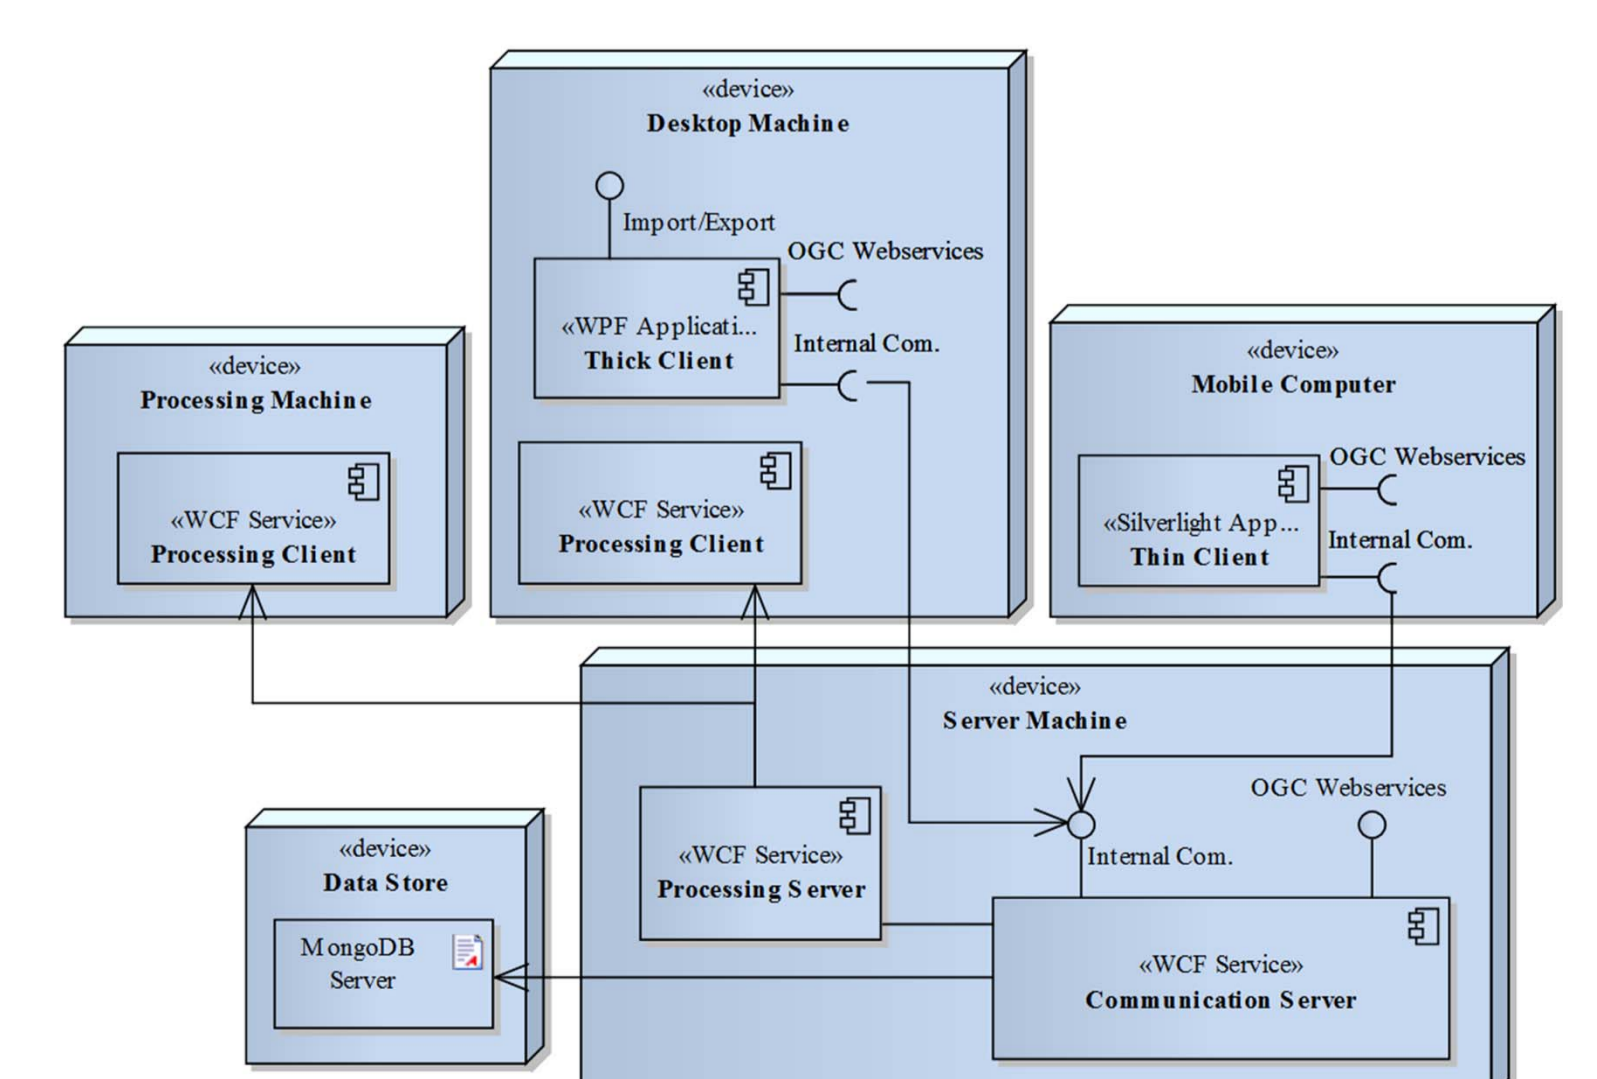 «device»
Desktop Machine
Import/Export
OGC Webservices
«WPF Applicati...
Thick Client
Internal Com.
«WCF Service»
Processing Client
«device»
Processing Machine
«WCF Service»
Processing Client
«device»
Mobile Computer
OGC Webservices
«Silverlight App...
Thin Client
Internal Com.
«device»
Server Machine
OGC Webservices
Internal Com.
«WCF Service»
Processing Server
«WCF Service»
Communication Server
«device»
Data Store
MongoDB
Server